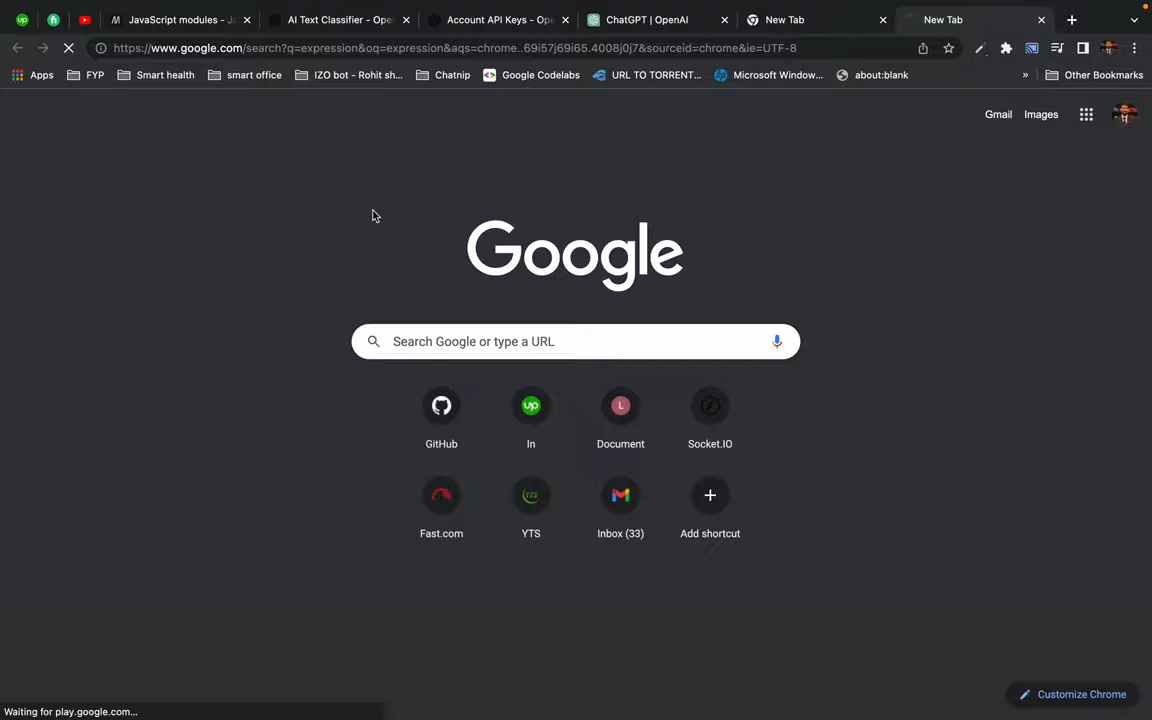 JavaScript modules - Ja
AI Text Classifier - Ope
Account API Keys - Ope
ChatGPT | OpenAI
New Tab
New Tab
https://www.google.com/search?q=expression&oq=expression&aqs=chrome..69i57j69i65.4008j0j7&sourceid=chrome&ie=UTF-8
Apps
FYP
Smart health
smart office
IZO bot - Rohit sh...
Chatnip
Google Codelabs
URL TO TORRENT...
Microsoft Window...
about:blank
»
Other Bookmarks
Gmail
Images
Google
Search Google or type a URL
GitHub
up
In
L
Document
Socket.IO
Fast.com
YTS
YTS
Inbox (33)
Add shortcut
Customize Chrome
Waiting for play.google.com...